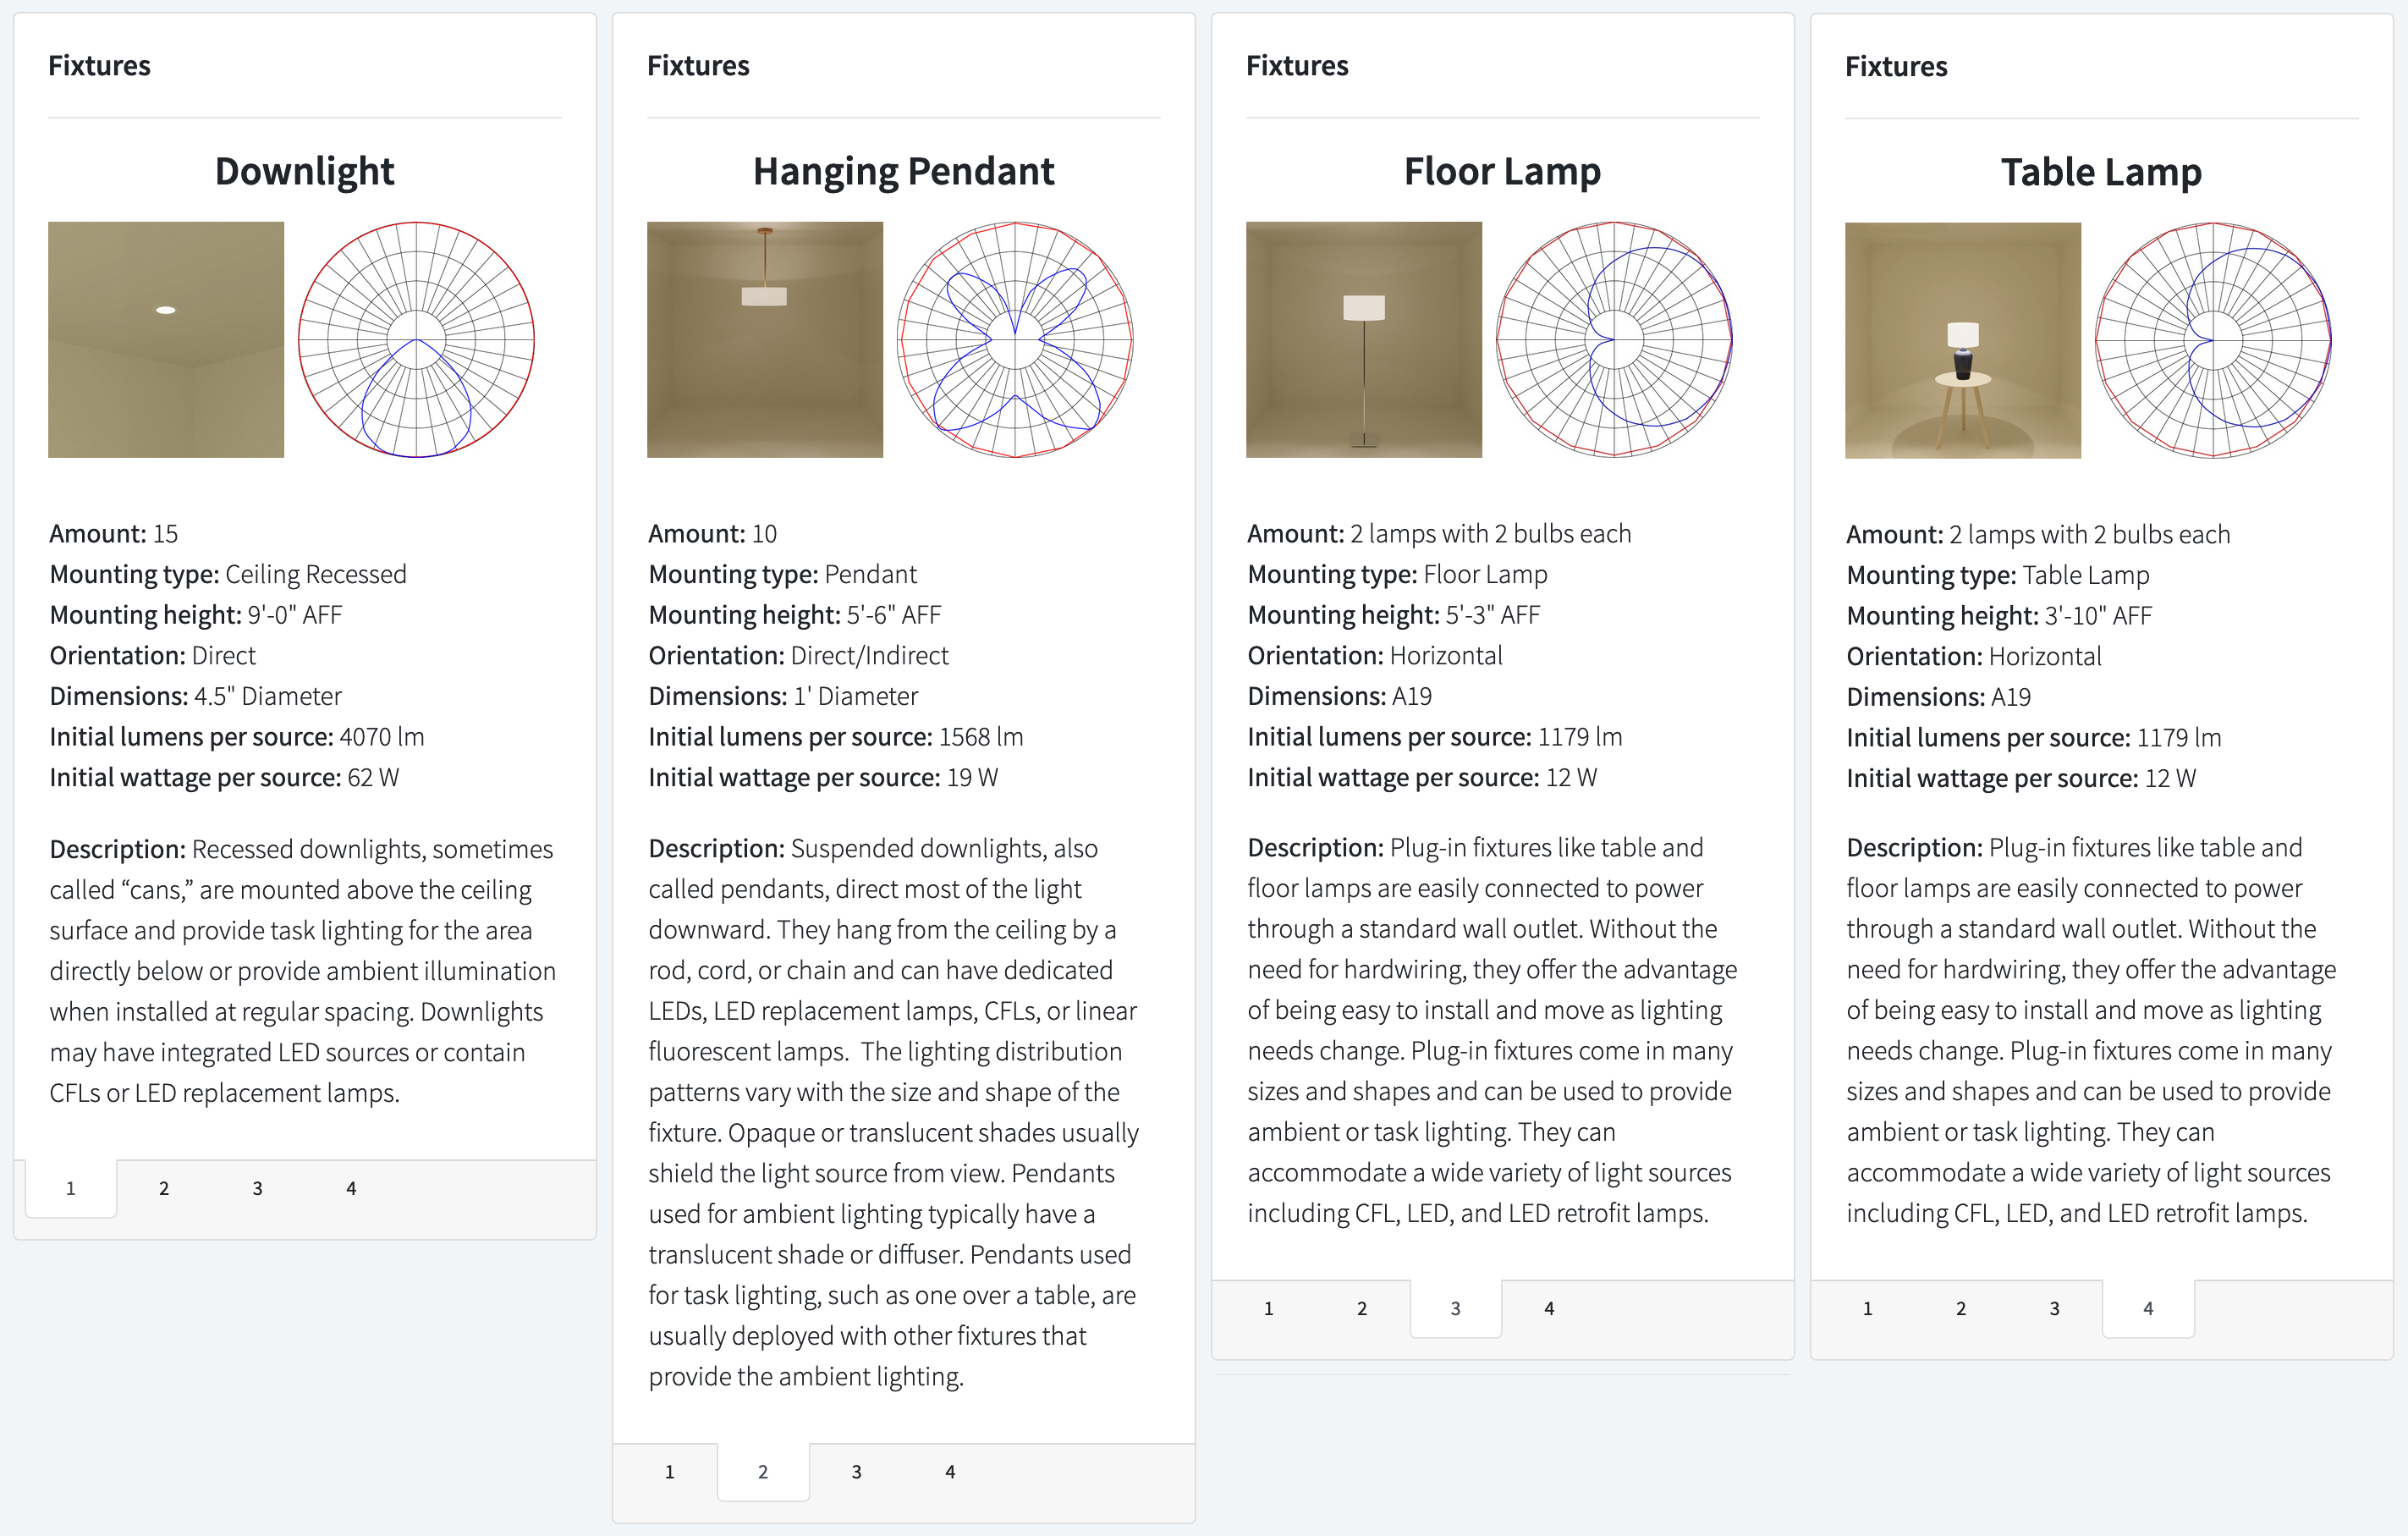 Fixtures
Downlight
Amount: 15
Mounting type: Ceiling Recessed
Mounting height: 9'-0" AFF
Orientation: Direct
Dimensions: 4.5" Diameter
Initial lumens per source: 4070 lm
Initial wattage per source: 62 W
Description: Recessed downlights, sometimes
called “cans,” are mounted above the ceiling
surface and provide task lighting for the area
directly below or provide ambient illumination
when installed at regular spacing. Downlights
may have integrated LED sources or contain
CFLs or LED replacement lamps.
1 2 3 4
Fixtures
Hanging Pendant
Amount: 10
Mounting type: Pendant
Mounting height: 5'-6" AFF
Orientation: Direct/Indirect
Dimensions: 1' Diameter
Initial lumens per source: 1568 lm
Initial wattage per source: 19 W
Description: Suspended downlights, also
called pendants, direct most of the light
downward. They hang from the ceiling by a
rod, cord, or chain and can have dedicated
LEDs, LED replacement lamps, CFLs, or linear
fluorescent lamps.  The lighting distribution
patterns vary with the size and shape of the
fixture. Opaque or translucent shades usually
shield the light source from view. Pendants
used for ambient lighting typically have a
translucent shade or diffuser. Pendants used
for task lighting, such as one over a table, are
usually deployed with other fixtures that
provide the ambient lighting.
1 2 3 4
Fixtures
Floor Lamp
Amount: 2 lamps with 2 bulbs each
Mounting type: Floor Lamp
Mounting height: 5'-3" AFF
Orientation: Horizontal
Dimensions: A19
Initial lumens per source: 1179 lm
Initial wattage per source: 12 W
Description: Plug-in fixtures like table and
floor lamps are easily connected to power
through a standard wall outlet. Without the
need for hardwiring, they offer the advantage
of being easy to install and move as lighting
needs change. Plug-in fixtures come in many
sizes and shapes and can be used to provide
ambient or task lighting. They can
accommodate a wide variety of light sources
including CFL, LED, and LED retrofit lamps.
1 2 3 4
Fixtures
Table Lamp
Amount: 2 lamps with 2 bulbs each
Mounting type: Table Lamp
Mounting height: 3'-10" AFF
Orientation: Horizontal
Dimensions: A19
Initial lumens per source: 1179 lm
Initial wattage per source: 12 W
Description: Plug-in fixtures like table and
floor lamps are easily connected to power
through a standard wall outlet. Without the
need for hardwiring, they offer the advantage
of being easy to install and move as lighting
needs change. Plug-in fixtures come in many
sizes and shapes and can be used to provide
ambient or task lighting. They can
accommodate a wide variety of light sources
including CFL, LED, and LED retrofit lamps.
1 2 3 4